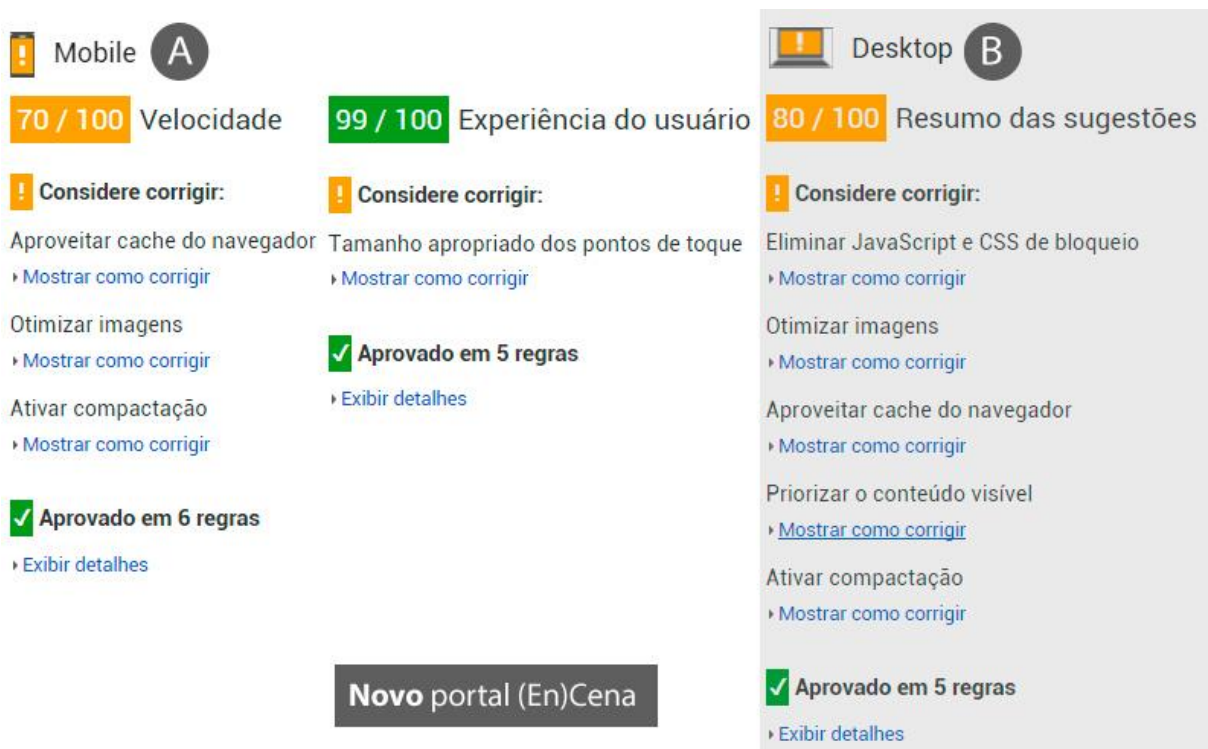 Mobile A
70 / 100 Velocidade
! Considere corrigir:
Aproveitar cache do navegador
Mostrar como corrigir
Otimizar imagens
Mostrar como corrigir
Ativar compactação
Mostrar como corrigir
✓ Aprovado em 6 regras
Exibir detalhes
99 / 100 Experiência do usuário
! Considere corrigir:
Tamanho apropriado dos pontos de toque
Mostrar como corrigir
✓ Aprovado em 5 regras
Exibir detalhes
Novo portal (En)Cena
Desktop B
80 / 100 Resumo das sugestões
! Considere corrigir:
Eliminar JavaScript e CSS de bloqueio
Mostrar como corrigir
Otimizar imagens
Mostrar como corrigir
Aproveitar cache do navegador
Mostrar como corrigir
Priorizar o conteúdo visível
Mostrar como corrigir
Ativar compactação
Mostrar como corrigir
✓ Aprovado em 5 regras
Exibir detalhes